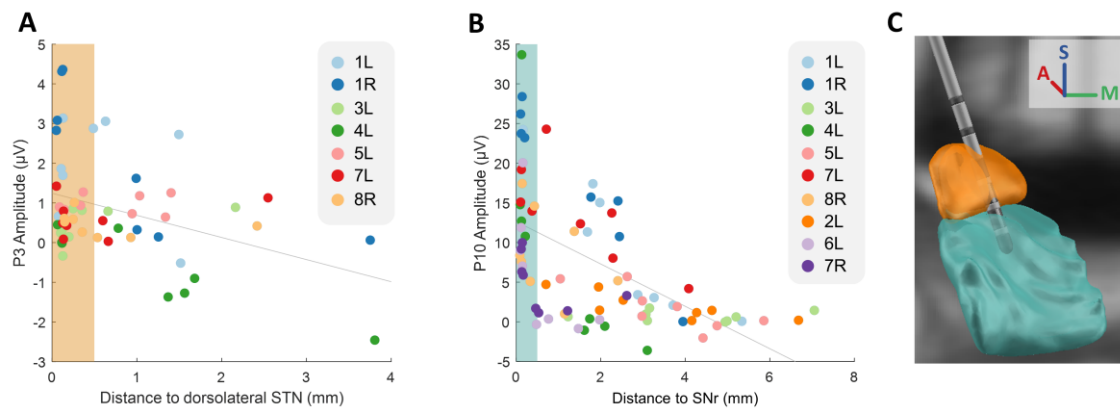 A
5
4
3
2
1
0
-1
-2
-3
P3 Amplitude (μV)
0
1
2
3
4
Distance to dorsolateral STN (mm)
1L
1R
3L
4L
5L
7L
8R
B
35
30
25
20
15
10
5
0
-5
P10 Amplitude (μV)
0
2
4
6
8
Distance to SNr (mm)
1L
1R
3L
4L
5L
7L
8R
2L
6L
7R
C
S
A
M